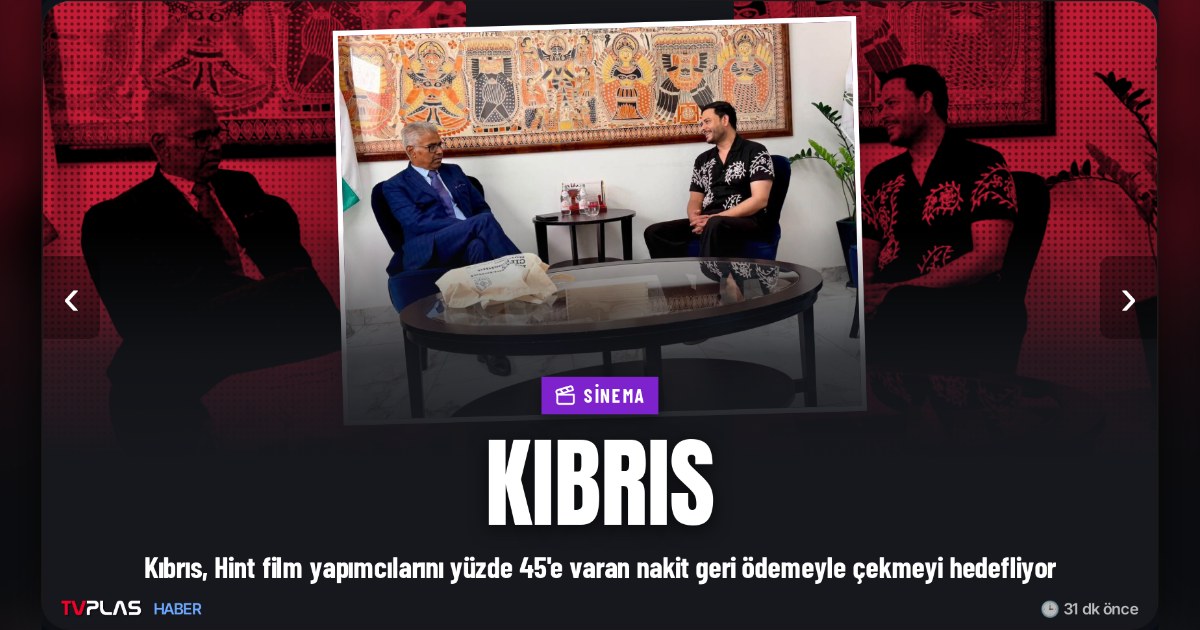 SİNEMA
KIBRIS
Kıbrıs, Hint film yapımcılarını yüzde 45'e varan nakit geri ödemeyle çekmeyi hedefliyor
TVPLAS HABER
31 dk önce